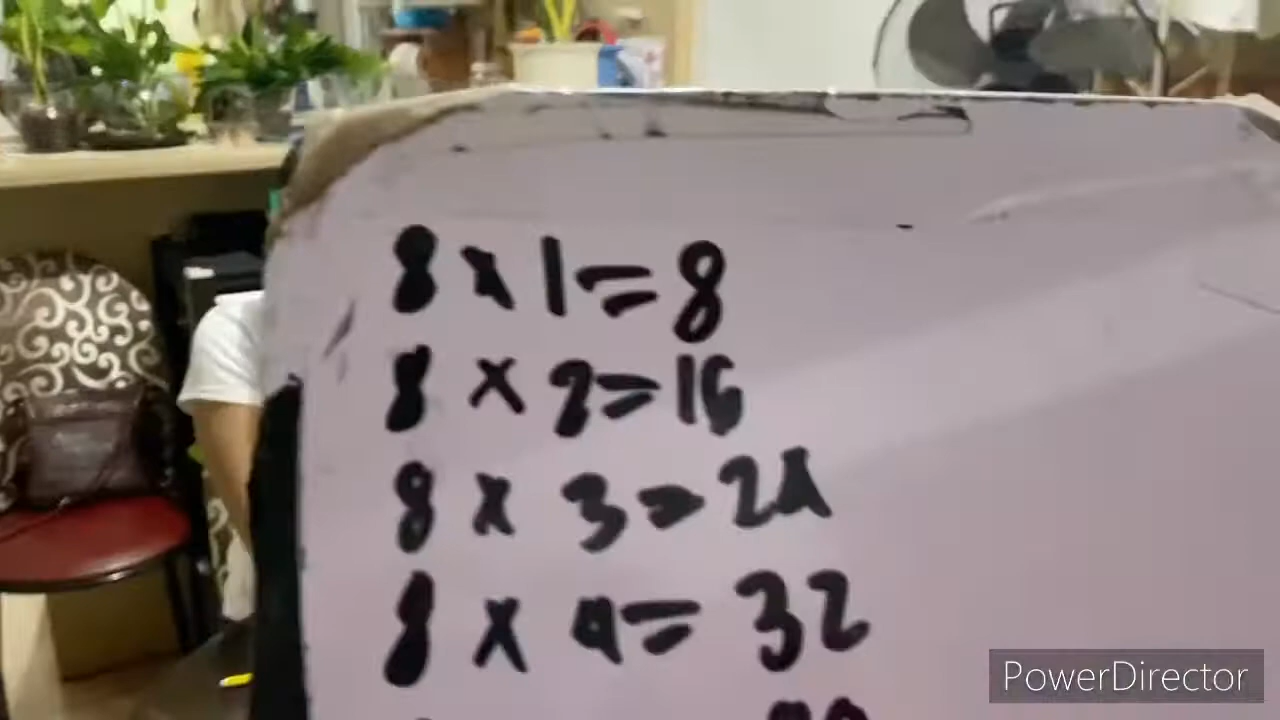 8 x 1 = 8
8 x 2 = 16
8 x 3 = 24
8 x 4 = 32
PowerDirector